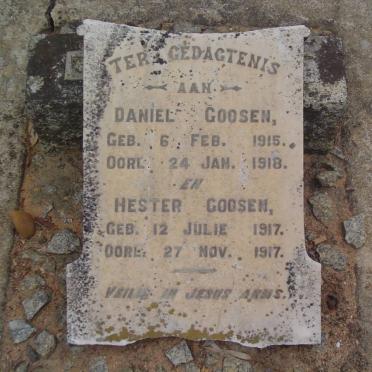 TER GEDAGTENIS
AAN
DANIEL GOOSEN,
GEB. 6 FEB. 1915.
OORL. 24 JAN. 1918.
EN
HESTER GOOSEN,
GEB. 12 JULIE 1917.
OORL. 27 NOV. 1917.
VEILIG IN JESUS ARMS.